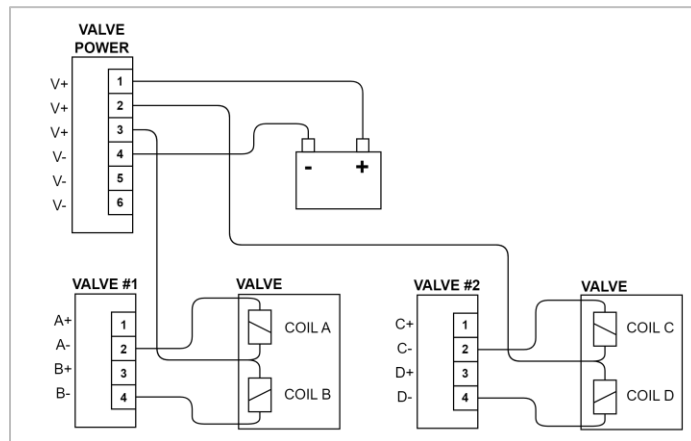 VALVE
POWER
V+ 1
V+ 2
V+ 3
V- 4
V- 5
V- 6
- +
VALVE #1
A+ 1
A- 2
B+ 3
B- 4
VALVE
COIL A
COIL B
VALVE #2
C+ 1
C- 2
D+ 3
D- 4
VALVE
COIL C
COIL D